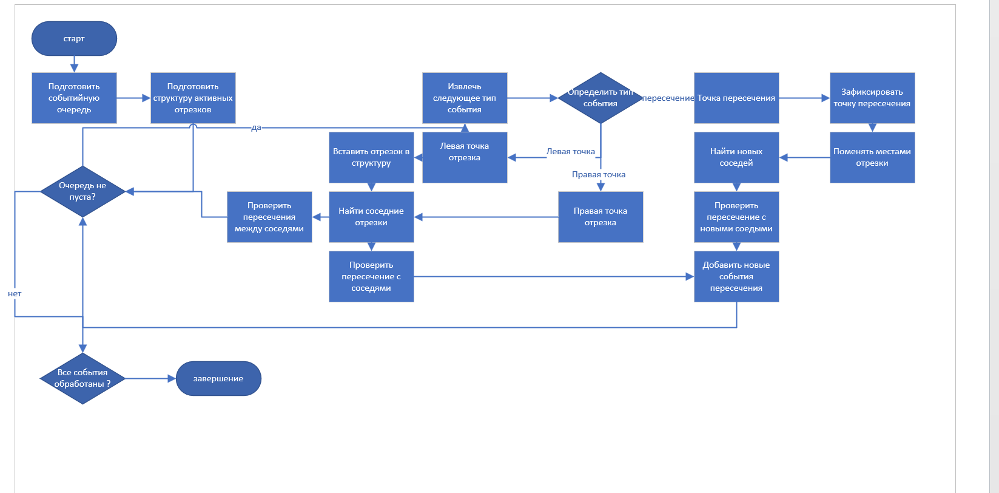 старт
Подготовить
событийную
очередь
Подготовить
структуру активных
отрезков
Извлечь
следующее тип
события
Определить тип
события
пересечение
Точка пересечения
Зафиксировать
точку пересечения
да
Вставить отрезок в
структуру
Левая точка
отрезка
Левая точка
Правая точка
Найти новых
соседей
Поменять местами
отрезки
Очередь не
пуста?
Проверить
пересечения
между соседями
Найти соседние
отрезки
Правая точка
отрезка
Проверить
пересечение с
новыми соедыми
Проверить
пересечение с
соседями
Добавить новые
события
пересечения
нет
Все события
обработаны ?
завершение